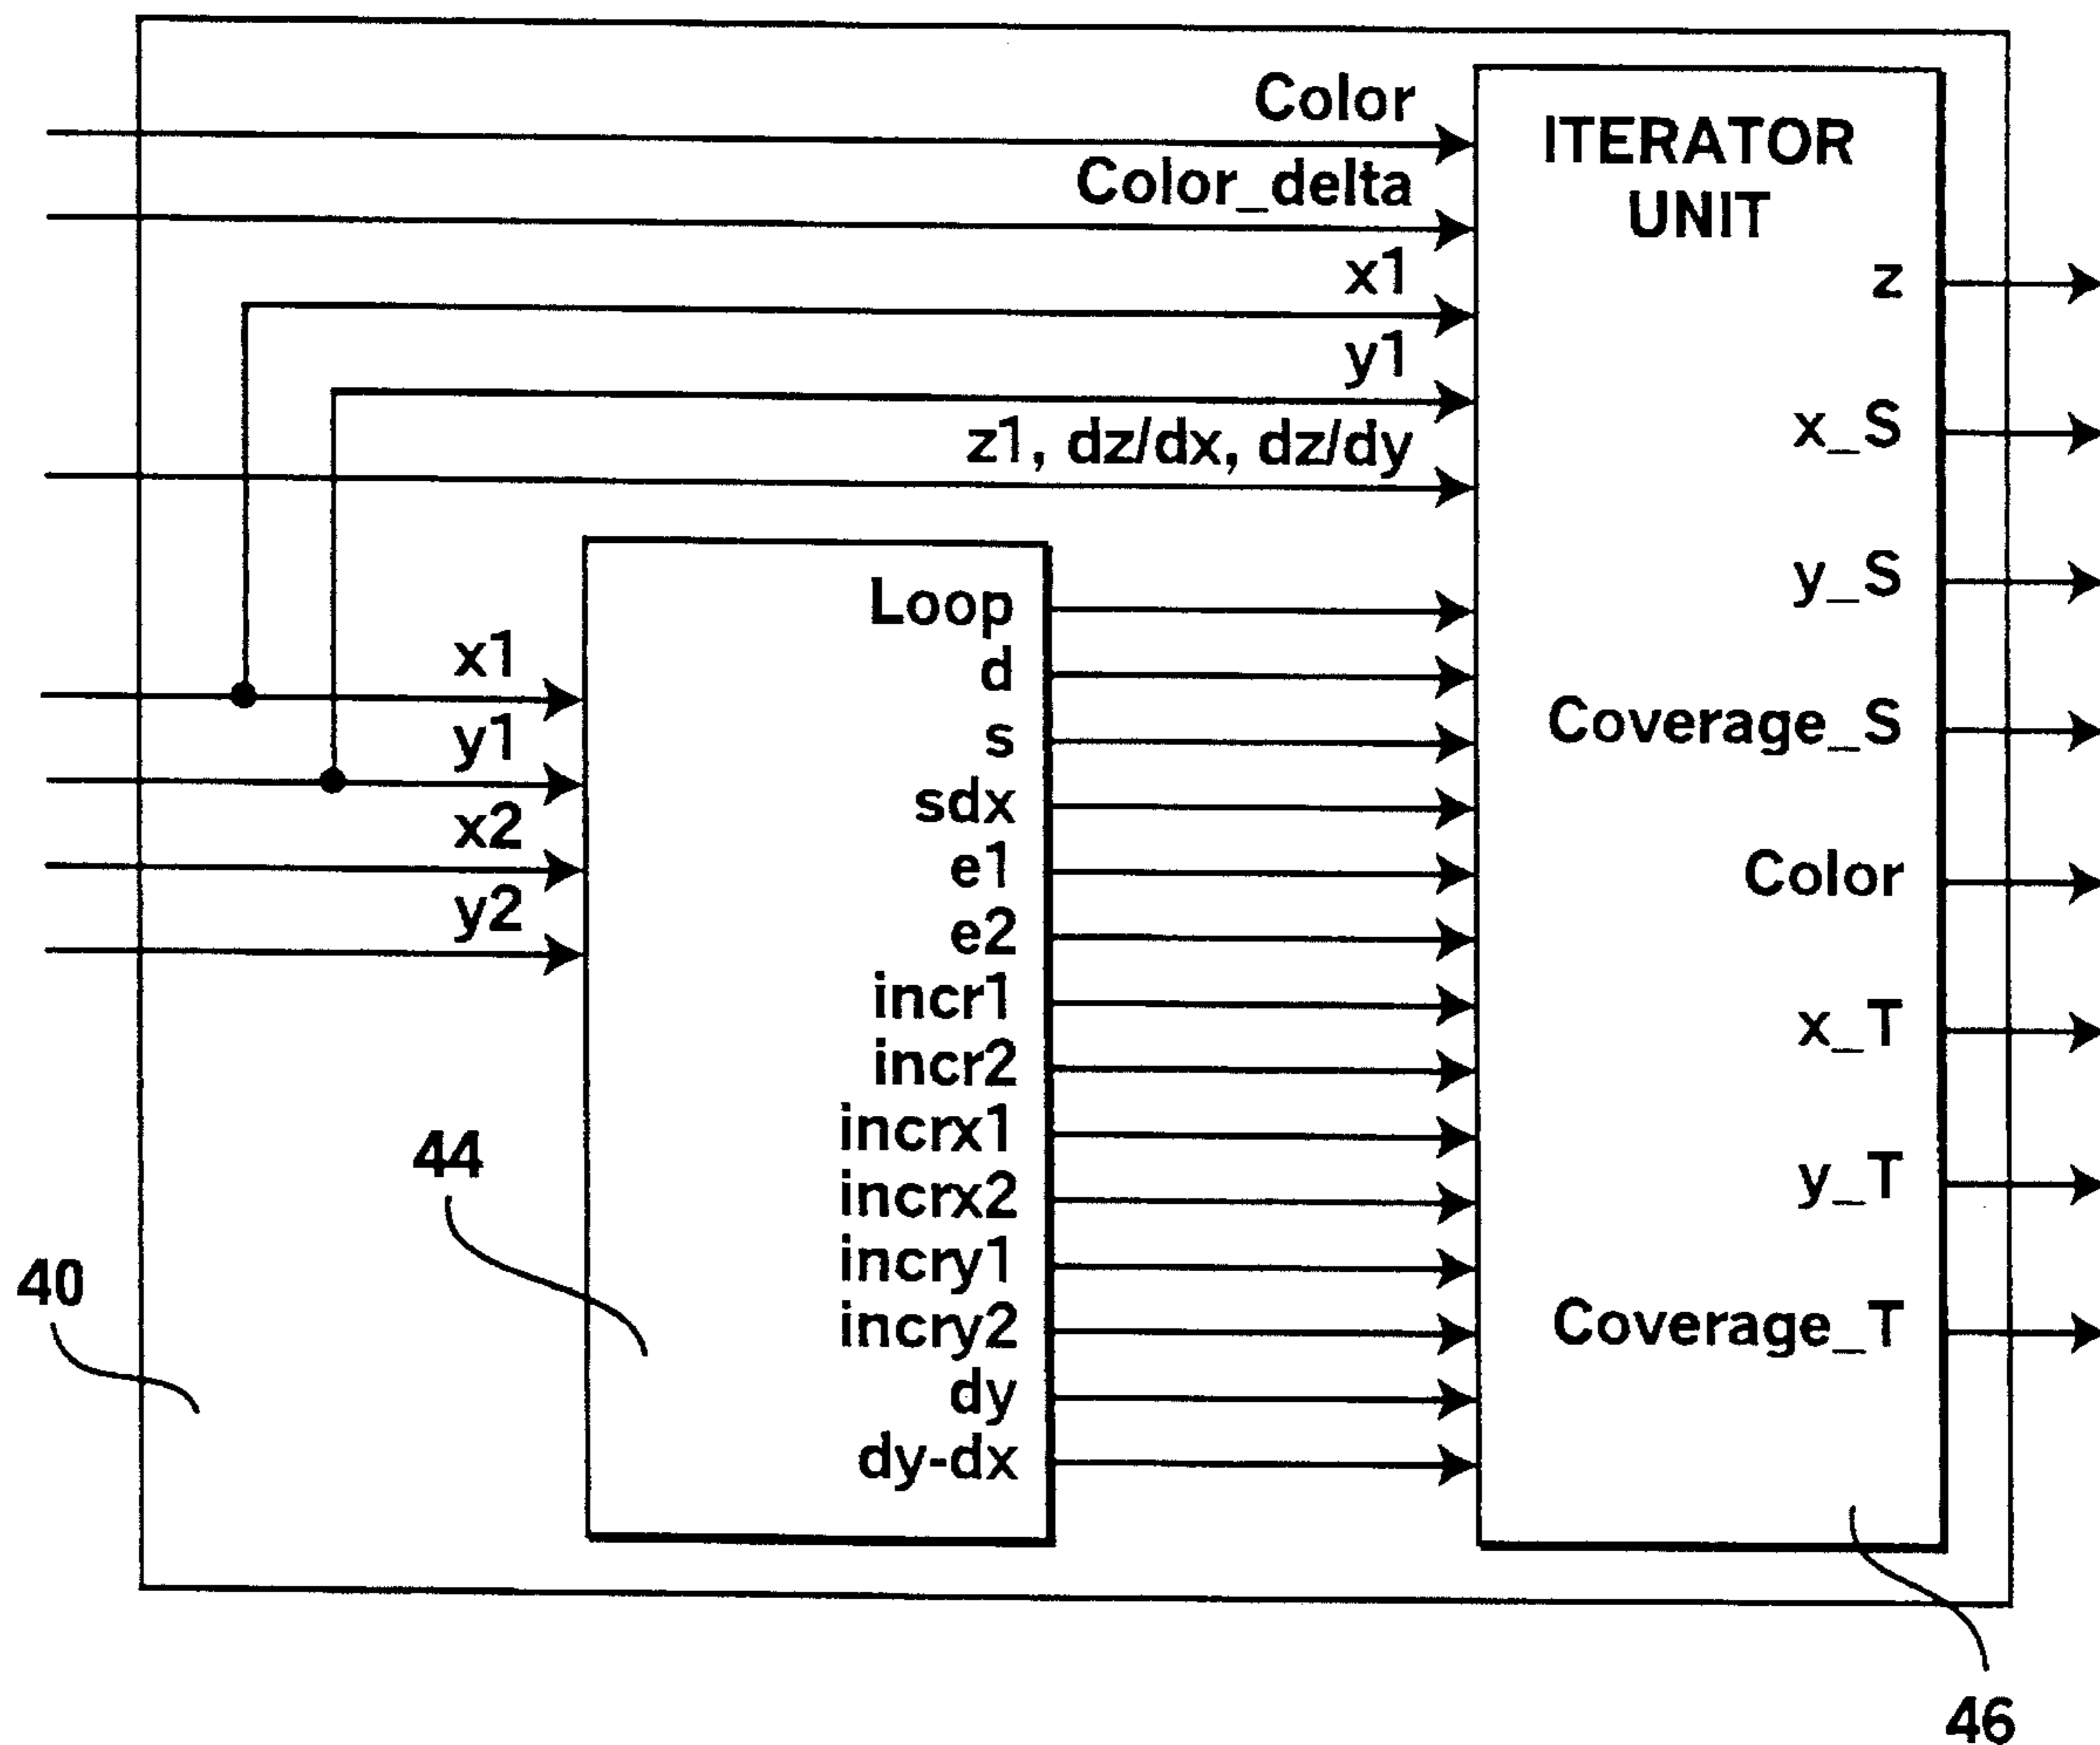 Color
Color_delta
x1
y1
z1, dz/dx, dz/dy
ITERATOR
UNIT
z
x_S
y_S
Coverage_S
Color
x_T
y_T
Coverage_T
x1
y1
x2
y2
Loop
d
s
sdx
e1
e2
incr1
incr2
incrx1
incrx2
incry1
incry2
dy
dy-dx
44
40
46